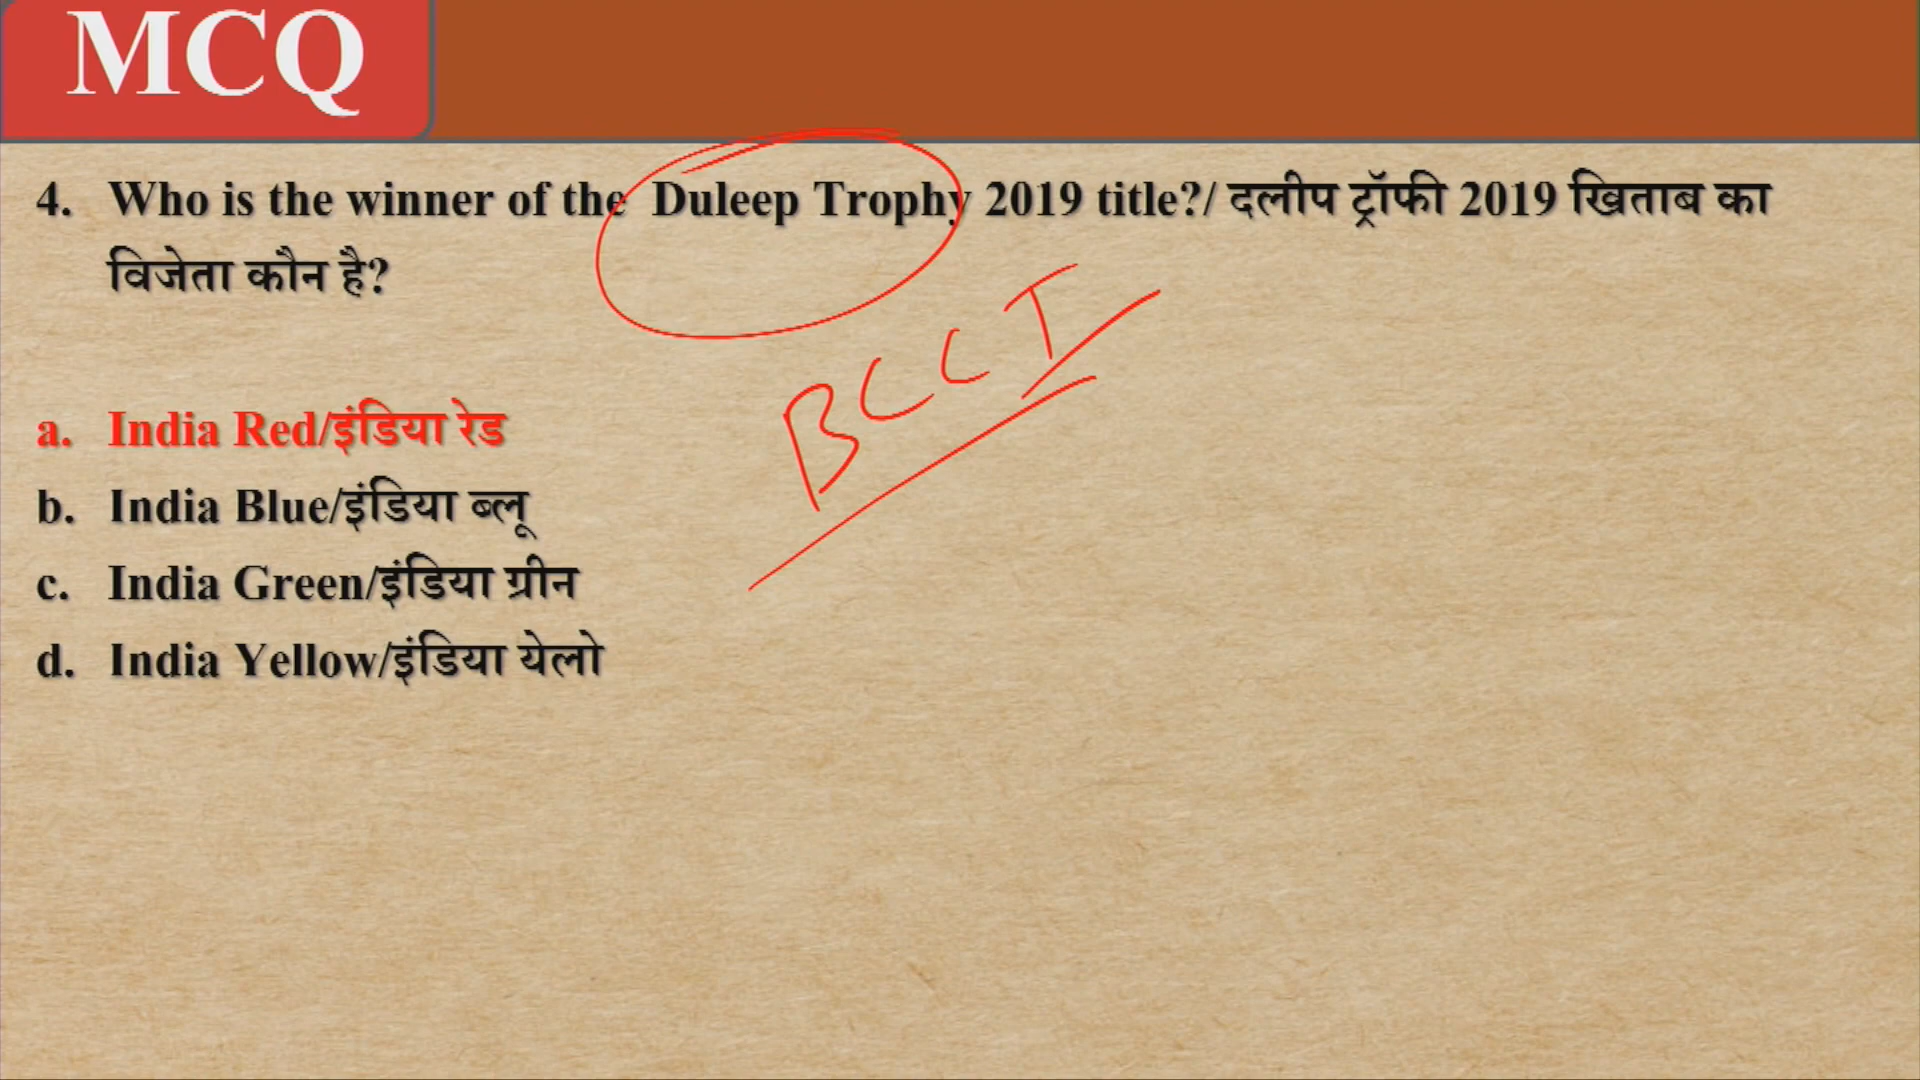 MCQ
4. Who is the winner of the Duleep Trophy 2019 title?/ दलीप ट्रॉफी 2019 खिताब का
विजेता कौन है?
BCCI
a. India Red/इंडिया रेड
b. India Blue/इंडिया ब्लू
c. India Green/इंडिया ग्रीन
d. India Yellow/इंडिया येलो